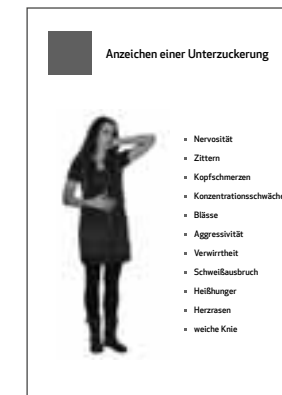 Anzeichen einer Unterzuckerung
Nervosität
Zittern
Kopfschmerzen
Konzentrationsschwäche
Blässe
Aggressivität
Verwirrtheit
Schweißausbruch
Heißhunger
Herzrasen
weiche Knie